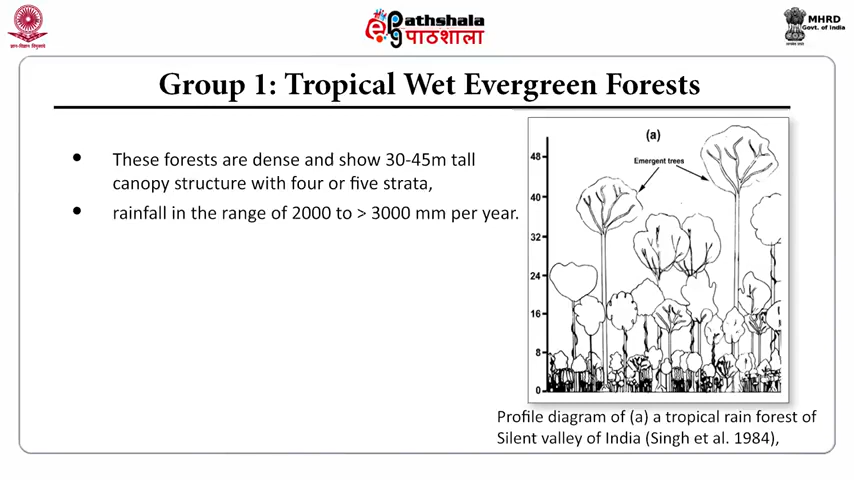 ePathshala
पाठशाला
MHRD
Govt. of India
Group 1: Tropical Wet Evergreen Forests
• These forests are dense and show 30-45m tall
canopy structure with four or five strata,
• rainfall in the range of 2000 to > 3000 mm per year.
(a)
Emergent trees
48
40
32
24
16
8
0
Profile diagram of (a) a tropical rain forest of
Silent valley of India (Singh et al. 1984),